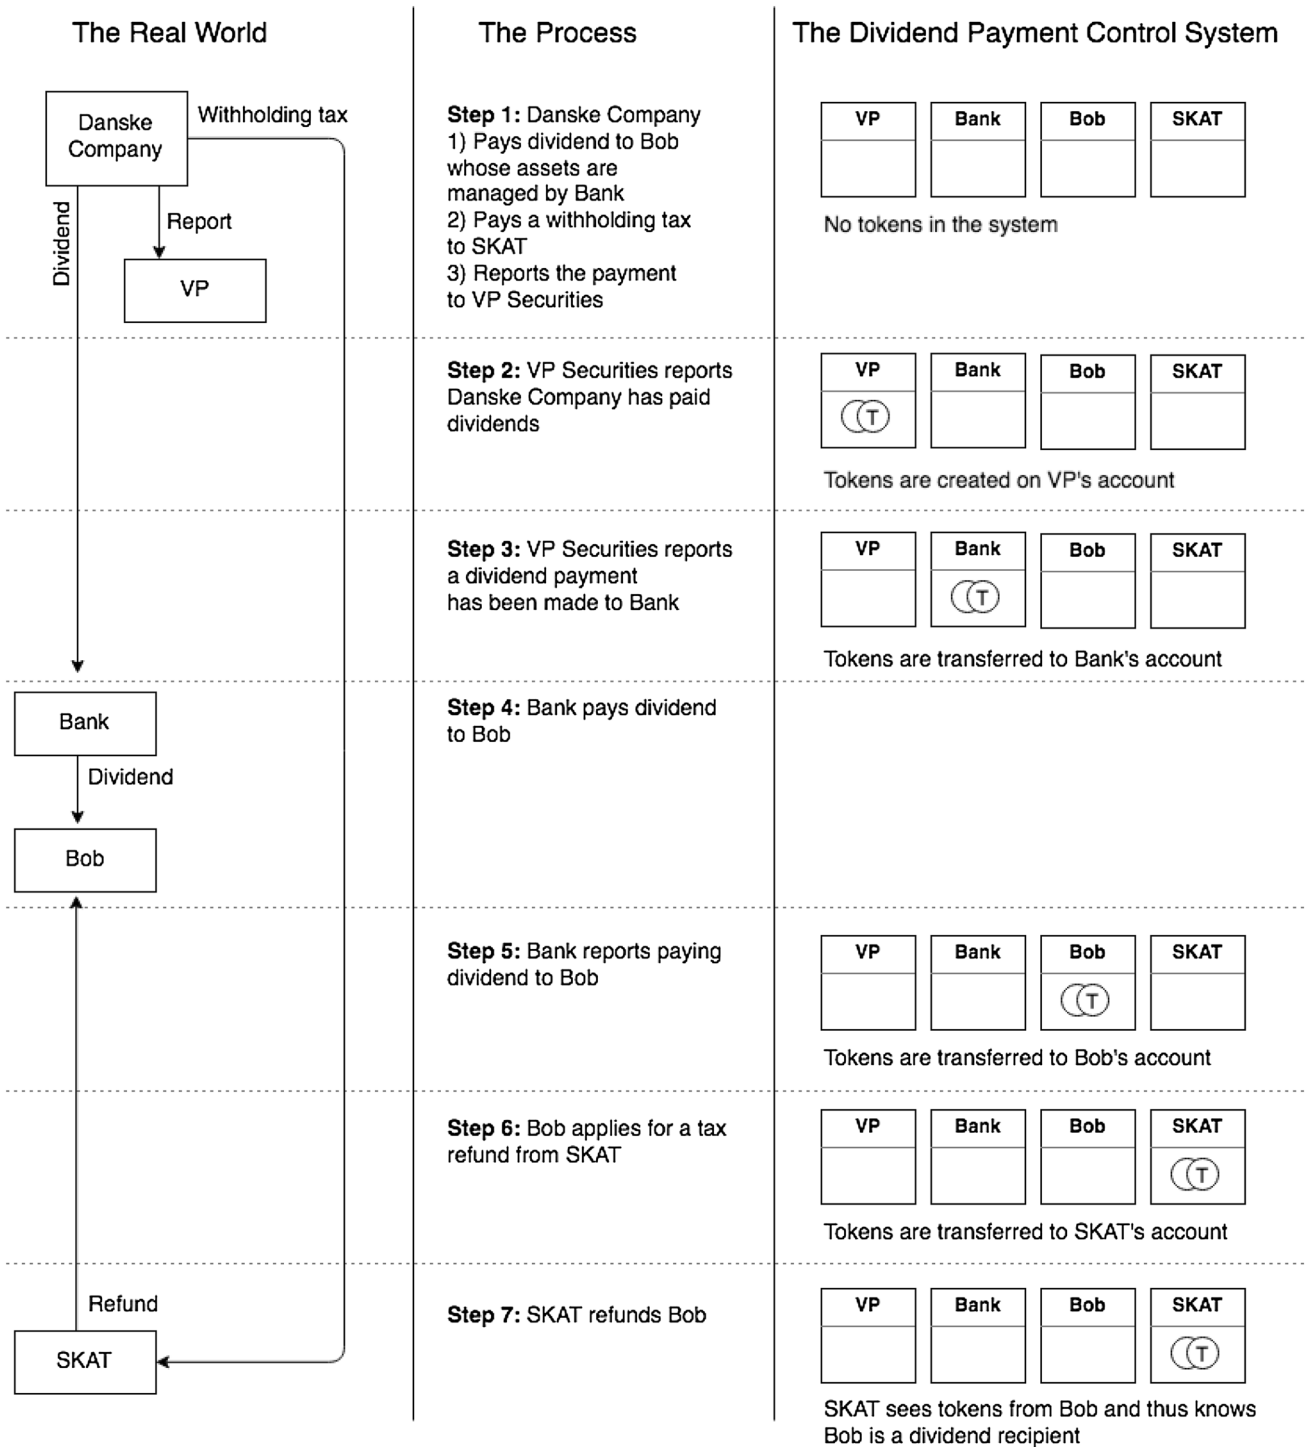 The Real World
The Process
The Dividend Payment Control System
Danske
Company
Withholding tax
Dividend
Report
VP
Step 1: Danske Company
1) Pays dividend to Bob
whose assets are
managed by Bank
2) Pays a withholding tax
to SKAT
3) Reports the payment
to VP Securities
VP
Bank
Bob
SKAT
No tokens in the system
Step 2: VP Securities reports
Danske Company has paid
dividends
VP
Bank
Bob
SKAT
T
Tokens are created on VP's account
Step 3: VP Securities reports
a dividend payment
has been made to Bank
VP
Bank
Bob
SKAT
T
Tokens are transferred to Bank's account
Bank
Dividend
Bob
Step 4: Bank pays dividend
to Bob
Step 5: Bank reports paying
dividend to Bob
VP
Bank
Bob
SKAT
T
Tokens are transferred to Bob's account
Step 6: Bob applies for a tax
refund from SKAT
VP
Bank
Bob
SKAT
T
Tokens are transferred to SKAT's account
Refund
SKAT
Step 7: SKAT refunds Bob
VP
Bank
Bob
SKAT
T
SKAT sees tokens from Bob and thus knows
Bob is a dividend recipient